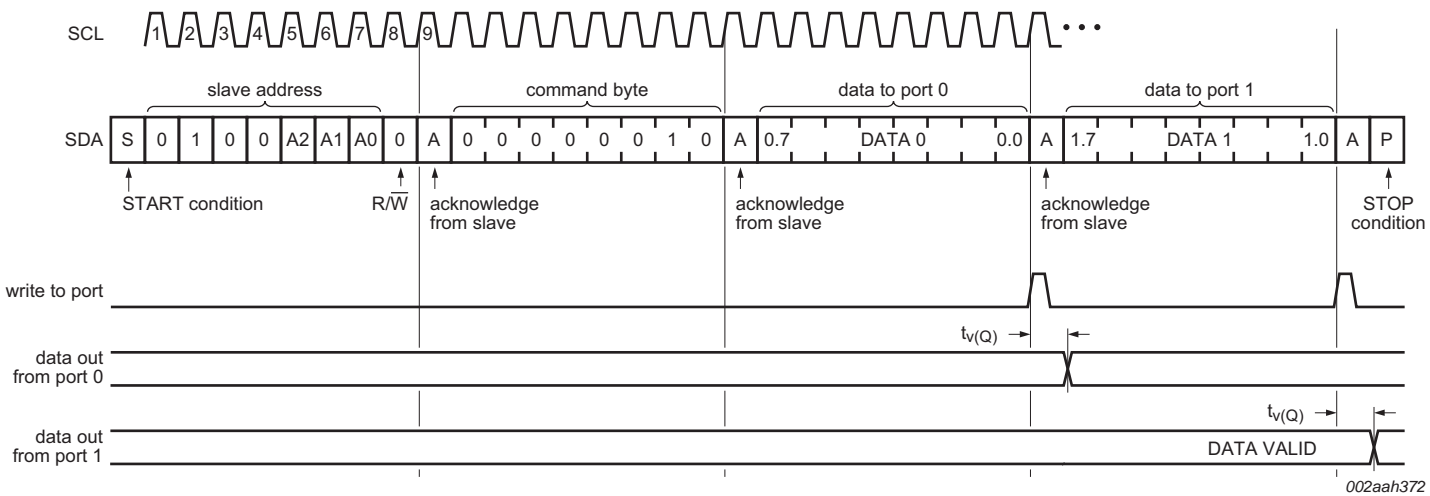 SCL 1 2 3 4 5 6 7 8 9 • • •
slave address command byte data to port 0 data to port 1
SDA S 0 1 0 0 A2 A1 A0 0 A 0 0 0 0 0 0 1 0 A 0.7 DATA 0 0.0 A 1.7 DATA 1 1.0 A P
START condition R/W̅ acknowledge acknowledge acknowledge STOP
from slave from slave from slave condition
write to port
tv(Q)
data out
from port 0
tv(Q)
data out
from port 1 DATA VALID
002aah372